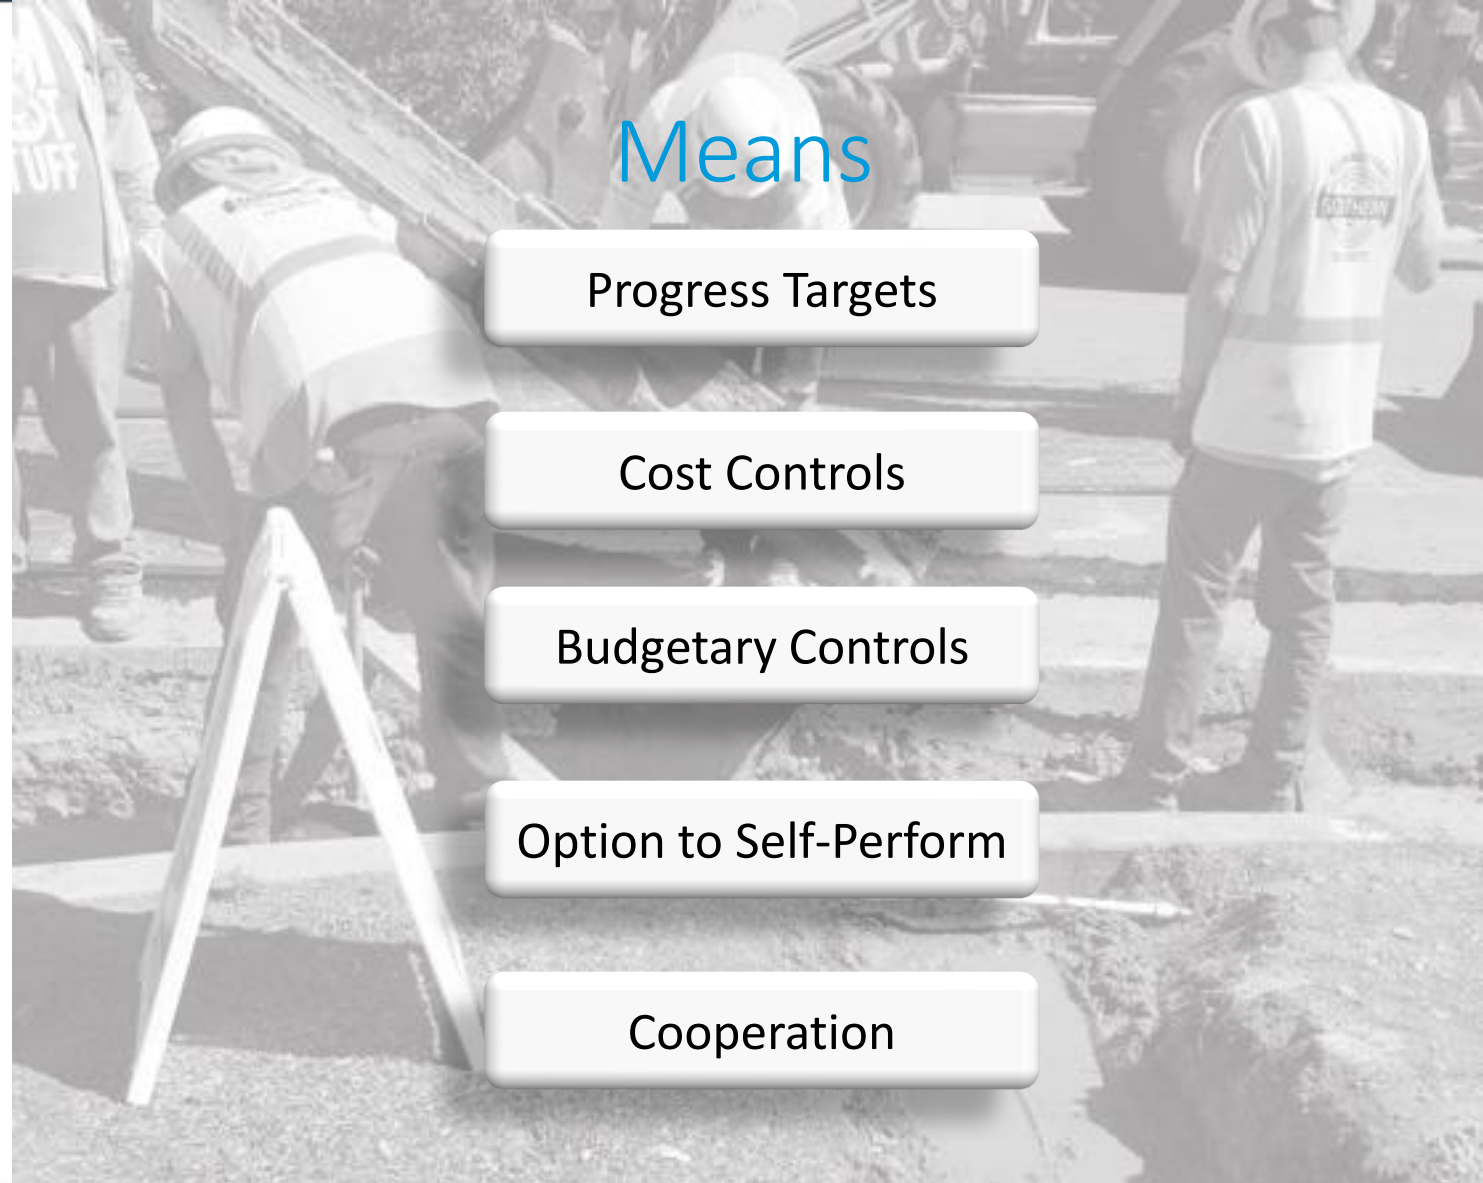 Means
Progress Targets
Cost Controls
Budgetary Controls
Option to Self-Perform
Cooperation